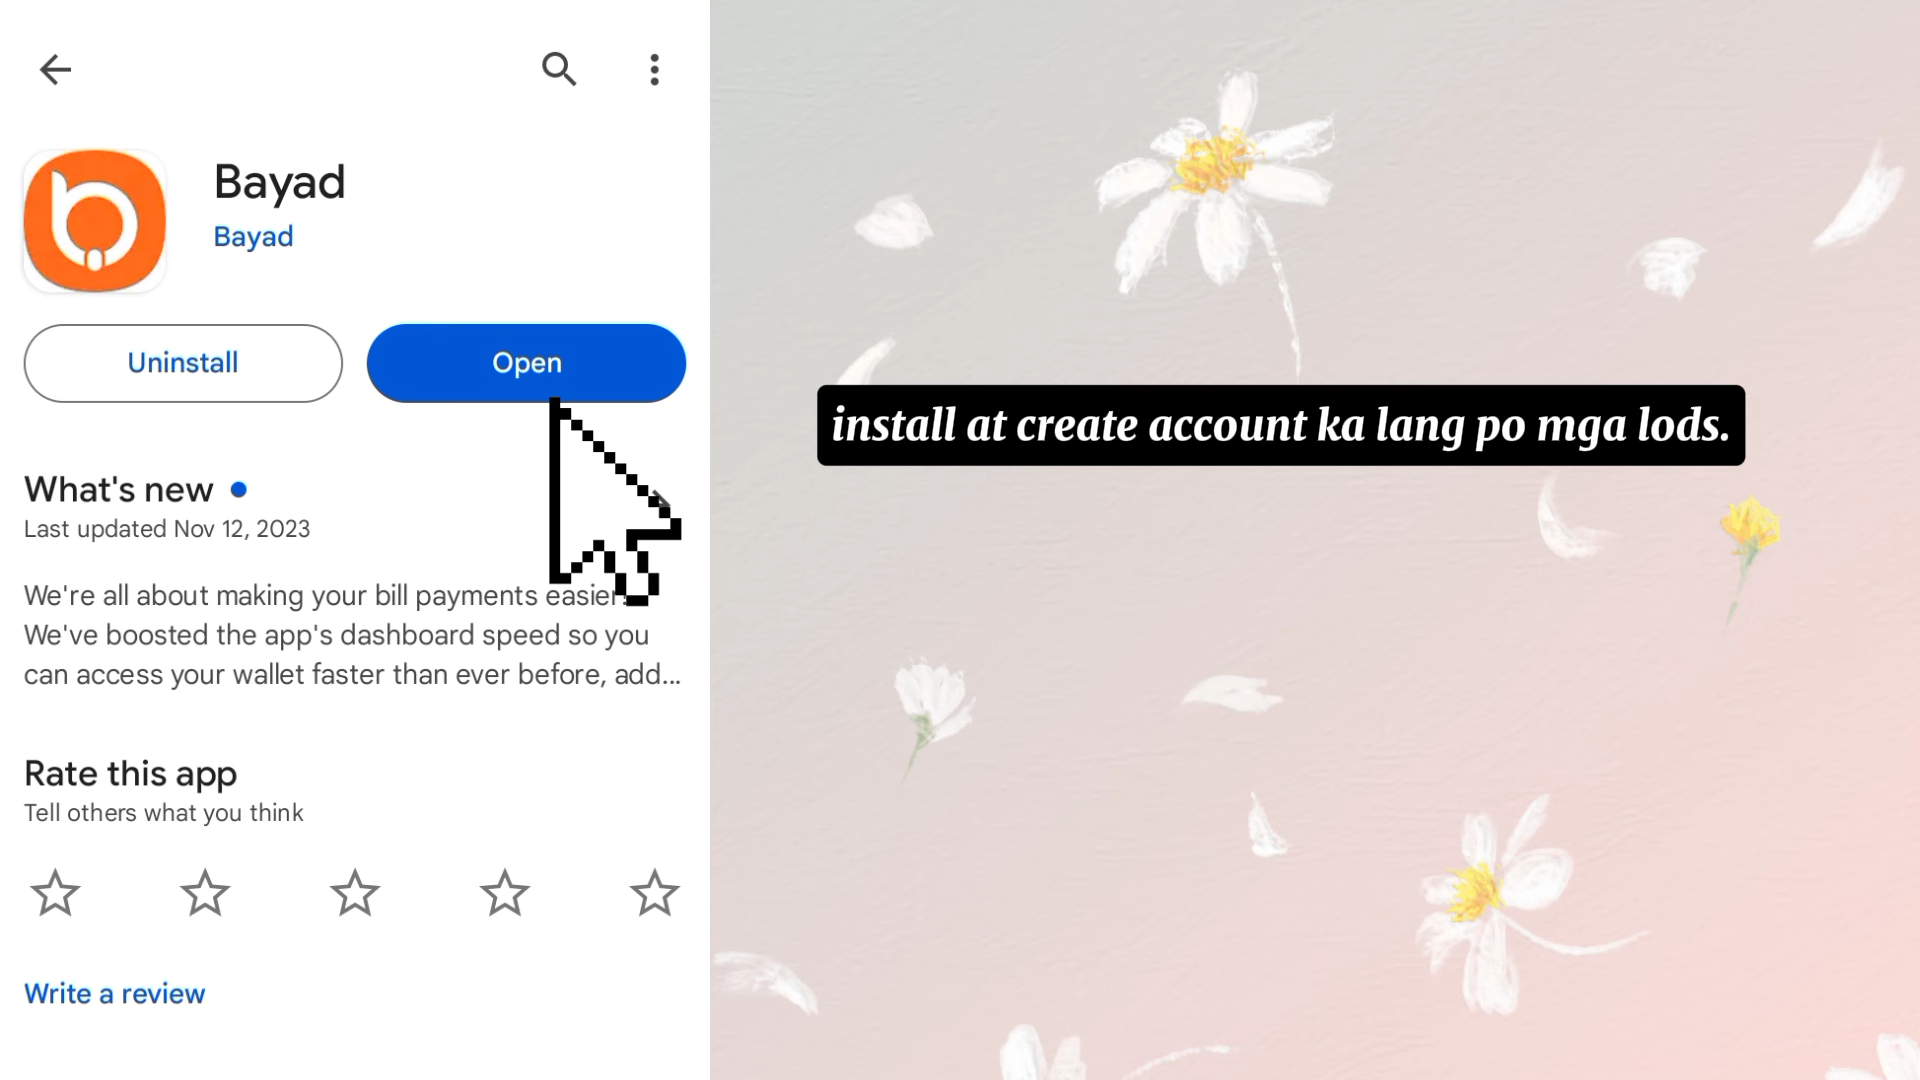 Bayad
Bayad
Uninstall
Open
What's new
Last updated Nov 12, 2023
We're all about making your bill payments easier!
We've boosted the app's dashboard speed so you
can access your wallet faster than ever before, add...
Rate this app
Tell others what you think
Write a review
install at create account ka lang po mga lods.